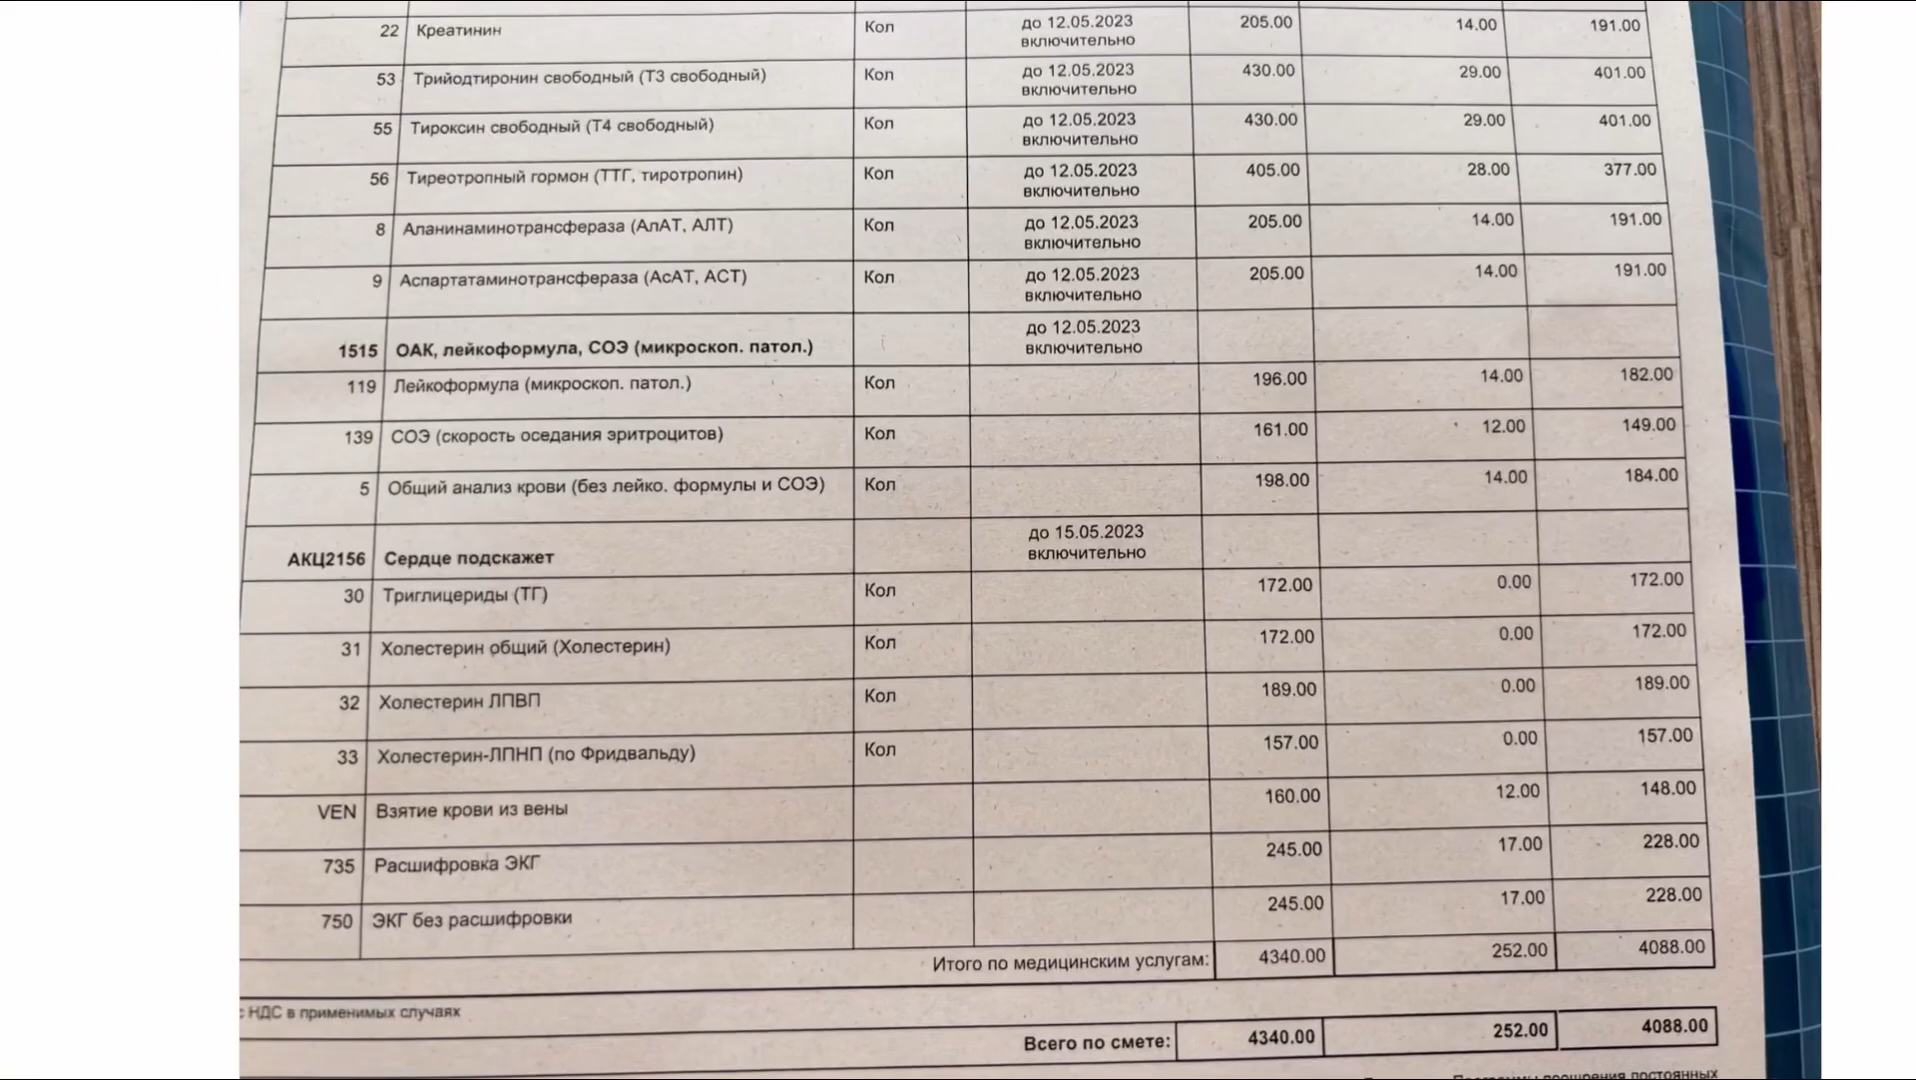 22 Креатинин Кол до 12.05.2023 включительно 205.00 14.00 191.00
53 Трийодтиронин свободный (Т3 свободный) Кол до 12.05.2023 включительно 430.00 29.00 401.00
55 Тироксин свободный (Т4 свободный) Кол до 12.05.2023 включительно 430.00 29.00 401.00
56 Тиреотропный гормон (ТТГ, тиротропин) Кол до 12.05.2023 включительно 405.00 28.00 377.00
8 Аланинаминотрансфераза (АлАТ, АЛТ) Кол до 12.05.2023 включительно 205.00 14.00 191.00
9 Аспартатаминотрансфераза (АсАТ, АСТ) Кол до 12.05.2023 включительно 205.00 14.00 191.00
1515 ОАК, лейкоформула, СОЭ (микроскоп. патол.) до 12.05.2023 включительно
119 Лейкоформула (микроскоп. патол.) Кол 196.00 14.00 182.00
139 СОЭ (скорость оседания эритроцитов) Кол 161.00 12.00 149.00
5 Общий анализ крови (без лейко. формулы и СОЭ) Кол 198.00 14.00 184.00
АКЦ2156 Сердце подскажет до 15.05.2023 включительно
30 Триглицериды (ТГ) Кол 172.00 0.00 172.00
31 Холестерин общий (Холестерин) Кол 172.00 0.00 172.00
32 Холестерин ЛПВП Кол 189.00 0.00 189.00
33 Холестерин-ЛПНП (по Фридвальду) Кол 157.00 0.00 157.00
VEN Взятие крови из вены 160.00 12.00 148.00
735 Расшифровка ЭКГ 245.00 17.00 228.00
750 ЭКГ без расшифровки 245.00 17.00 228.00
Итого по медицинским услугам: 4340.00 252.00 4088.00
с НДС в применимых случаях
Всего по смете: 4340.00 252.00 4088.00
поощрения постоянных